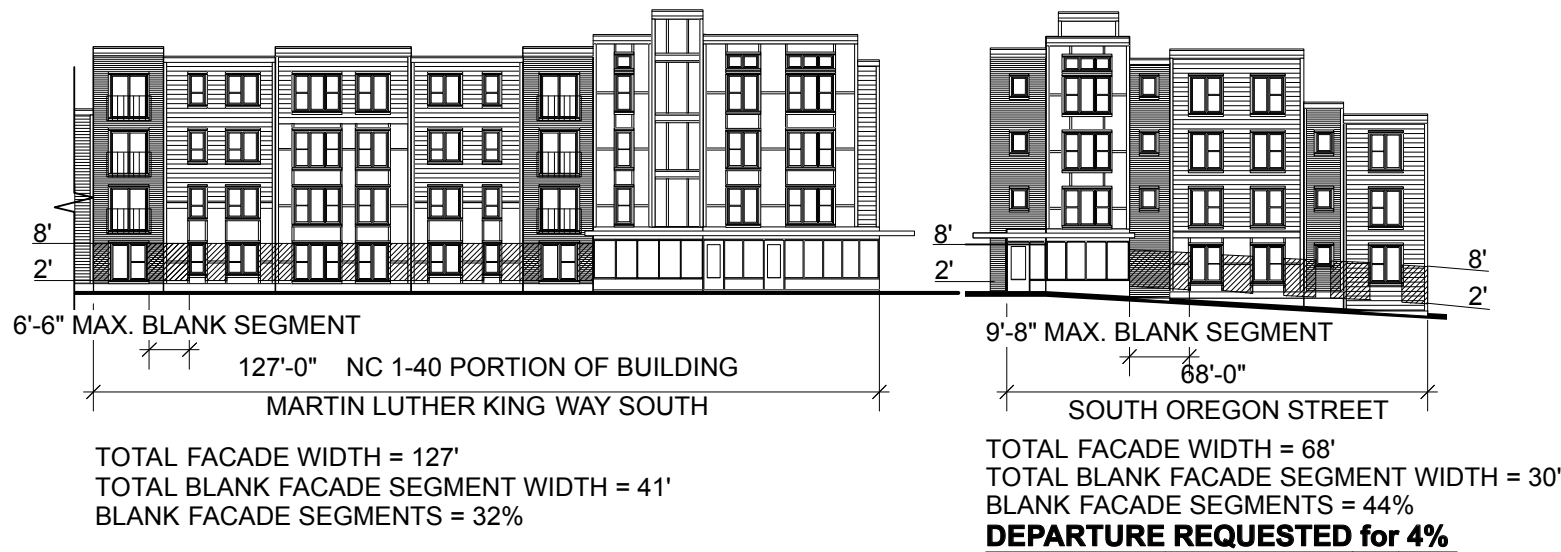 8'
2'
6'-6" MAX. BLANK SEGMENT
127'-0" NC 1-40 PORTION OF BUILDING
MARTIN LUTHER KING WAY SOUTH
TOTAL FACADE WIDTH = 127'
TOTAL BLANK FACADE SEGMENT WIDTH = 41'
BLANK FACADE SEGMENTS = 32%
8'
2'
8'
2'
9'-8" MAX. BLANK SEGMENT
68'-0"
SOUTH OREGON STREET
TOTAL FACADE WIDTH = 68'
TOTAL BLANK FACADE SEGMENT WIDTH = 30'
BLANK FACADE SEGMENTS = 44%
DEPARTURE REQUESTED for 4%